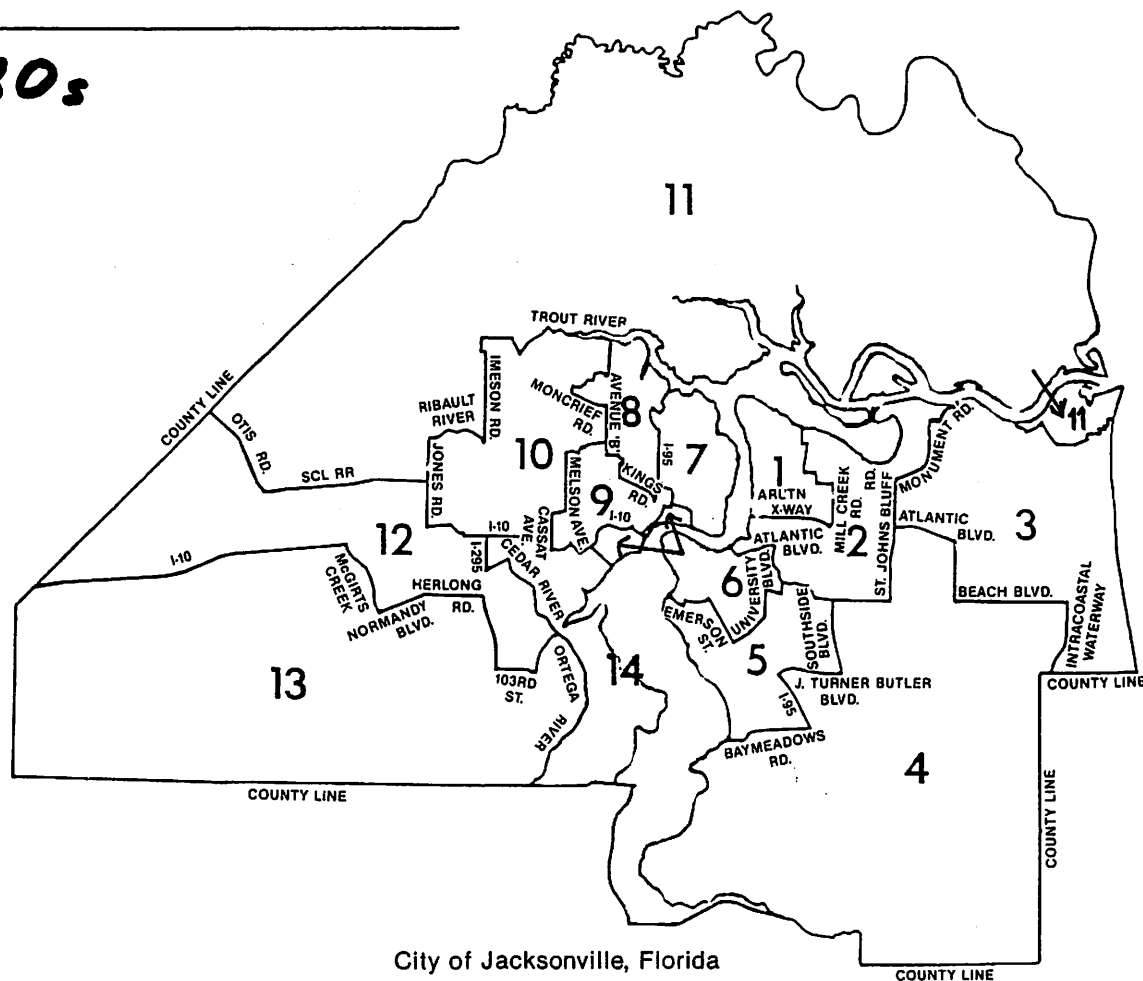 0s
11
TROUT RIVER
COUNTY LINE
OTIS
RD.
SCL RR
RIBAULT
RIVER
IMESON RD.
JONES RD.
MONCRIEF
RD.
AVENUE 'B'
8
10
MELSON AVE.
9
KINGS
RD.
I-95
7
1
ARL'TN
X-WAY
MILL CREEK
RD.
RD.
ST. JOHNS BLUFF
MONUMENT RD.
11
3
ATLANTIC
BLVD.
2
ATLANTIC
BLVD.
I-10
CASSAT
AVE.
I-10
I-10
12
I-295
CEDAR RIVER
McGIRTS
CREEK
HERLONG
RD.
NORMANDY
BLVD.
6
UNIVERSITY
BLVD.
EMERSON
ST.
SOUTHSIDE
BLVD.
BEACH BLVD.
INTRACOASTAL
WATERWAY
COUNTY LINE
5
13
103RD
ST.
ORTEGA
RIVER
14
J. TURNER BUTLER
BLVD.
I-95
BAYMEADOWS
RD.
4
COUNTY LINE
COUNTY LINE
City of Jacksonville, Florida
COUNTY LINE